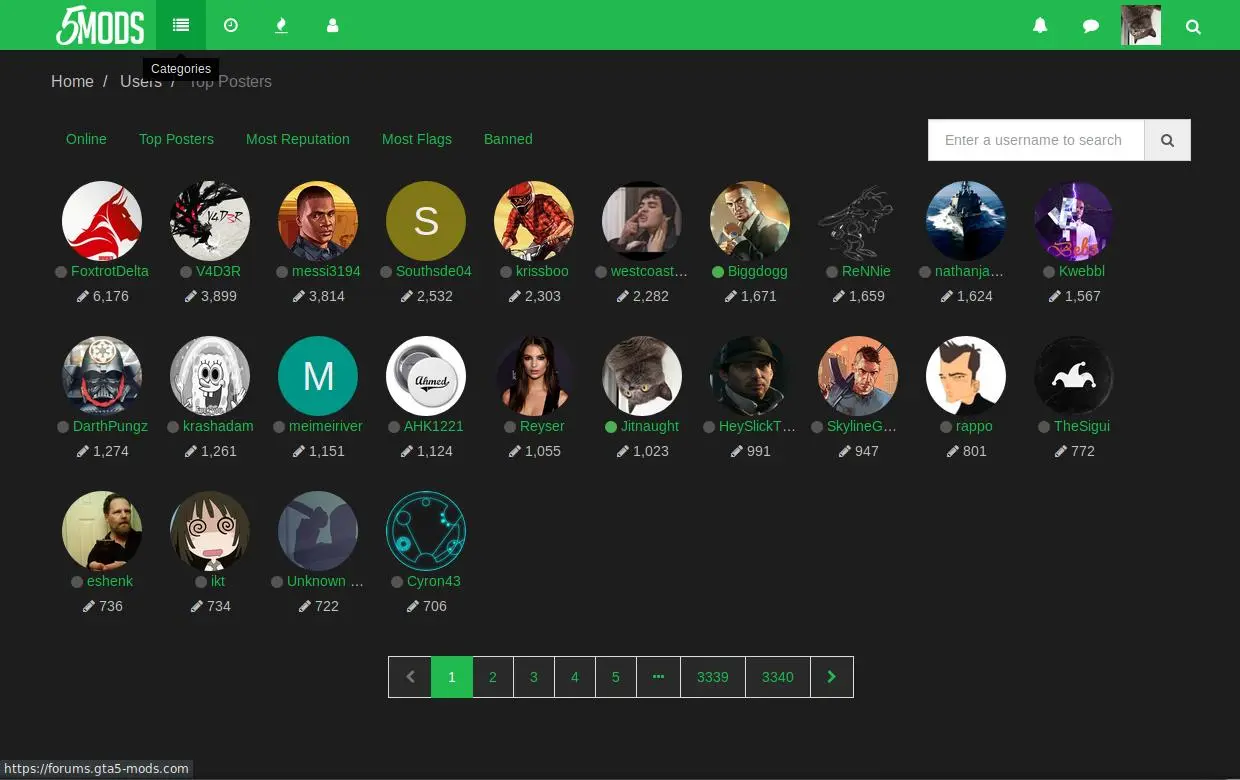 5MODS
Categories
Home / Users / Top Posters
Online Top Posters Most Reputation Most Flags Banned
Enter a username to search
S
FoxtrotDelta V4D3R messi3194 Southsde04 krissboo westcoast... Biggdogg ReNNie nathanja... Kwebbl
6,176 3,899 3,814 2,532 2,303 2,282 1,671 1,659 1,624 1,567
M Ahmed
DarthPungz krashadam meimeiriver AHK1221 Reyser Jitnaught HeySlickT... SkylineG... rappo TheSigui
1,274 1,261 1,151 1,124 1,055 1,023 991 947 801 772
eshenk ikt Unknown ... Cyron43
736 734 722 706
1 2 3 4 5 ... 3339 3340
https://forums.gta5-mods.com